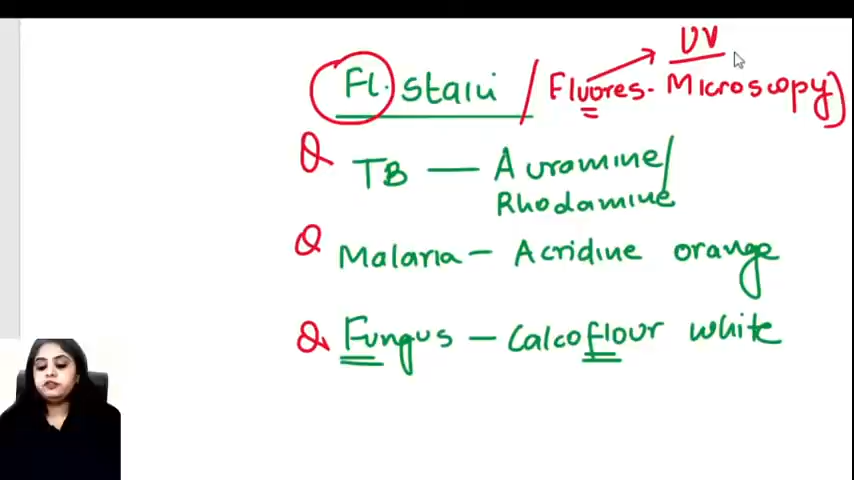 UV
Fl. Stain / Fluores. Microscopy)
Q TB — Auramine/
Rhodamine
Q Malaria — Acridine orange
Q Fungus — Calcoflour white